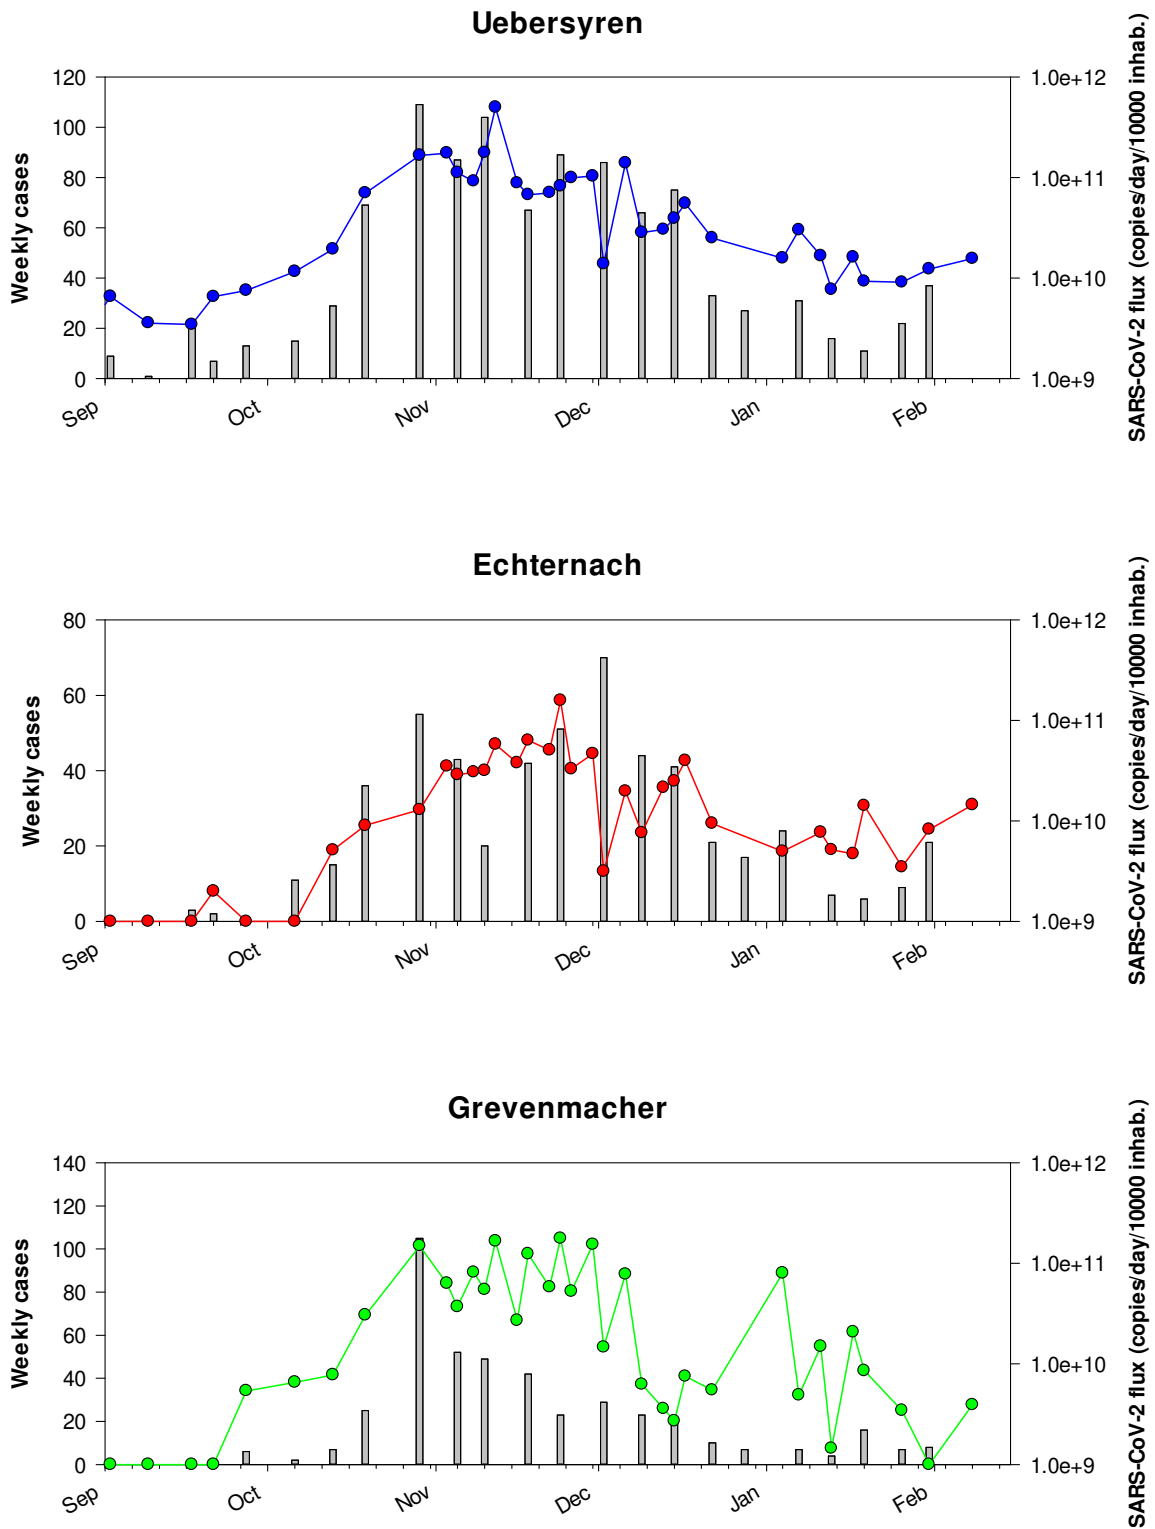 Uebersyren
Weekly cases
120
100
80
60
40
20
0
1.0e+12
1.0e+11
1.0e+10
1.0e+9
SARS-CoV-2 flux (copies/day/10000 inhab.)
Sep
Oct
Nov
Dec
Jan
Feb
Echternach
Weekly cases
80
60
40
20
0
1.0e+12
1.0e+11
1.0e+10
1.0e+9
SARS-CoV-2 flux (copies/day/10000 inhab.)
Sep
Oct
Nov
Dec
Jan
Feb
Grevenmacher
Weekly cases
140
120
100
80
60
40
20
0
1.0e+12
1.0e+11
1.0e+10
1.0e+9
SARS-CoV-2 flux (copies/day/10000 inhab.)
Sep
Oct
Nov
Dec
Jan
Feb